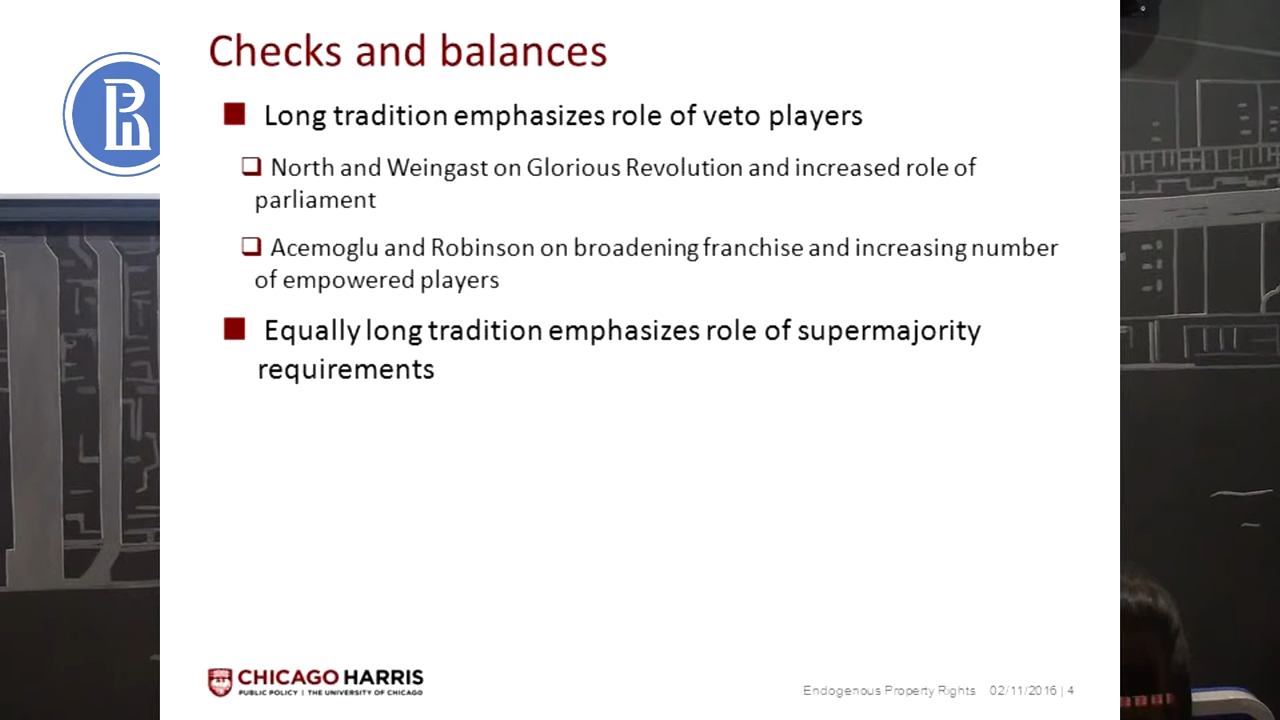 Checks and balances
Long tradition emphasizes role of veto players
North and Weingast on Glorious Revolution and increased role of
parliament
Acemoglu and Robinson on broadening franchise and increasing number
of empowered players
Equally long tradition emphasizes role of supermajority
requirements
CHICAGO HARRIS
PUBLIC POLICY | THE UNIVERSITY OF CHICAGO
Endogenous Property Rights 02/11/2016 | 4